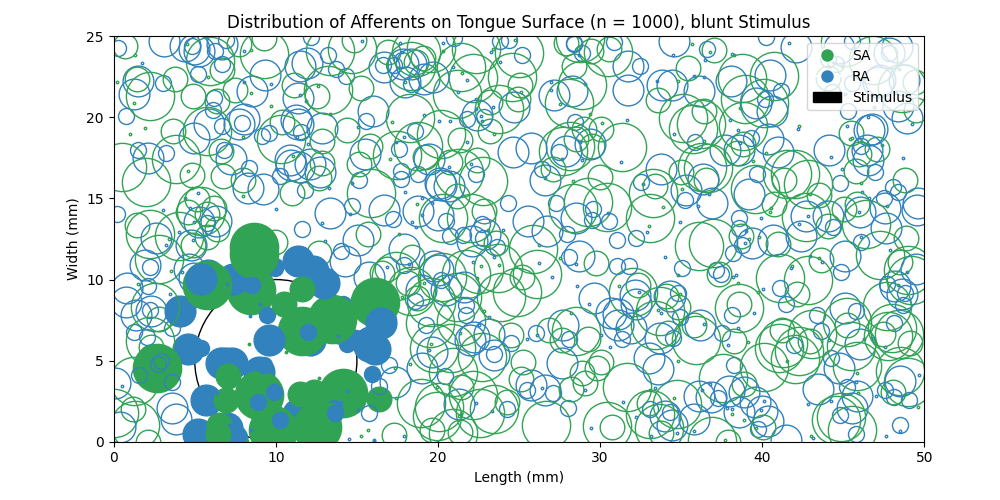 Distribution of Afferents on Tongue Surface (n = 1000), blunt Stimulus
SA
RA
Stimulus
Width (mm)
25
20
15
10
5
0
0 10 20 30 40 50
Length (mm)